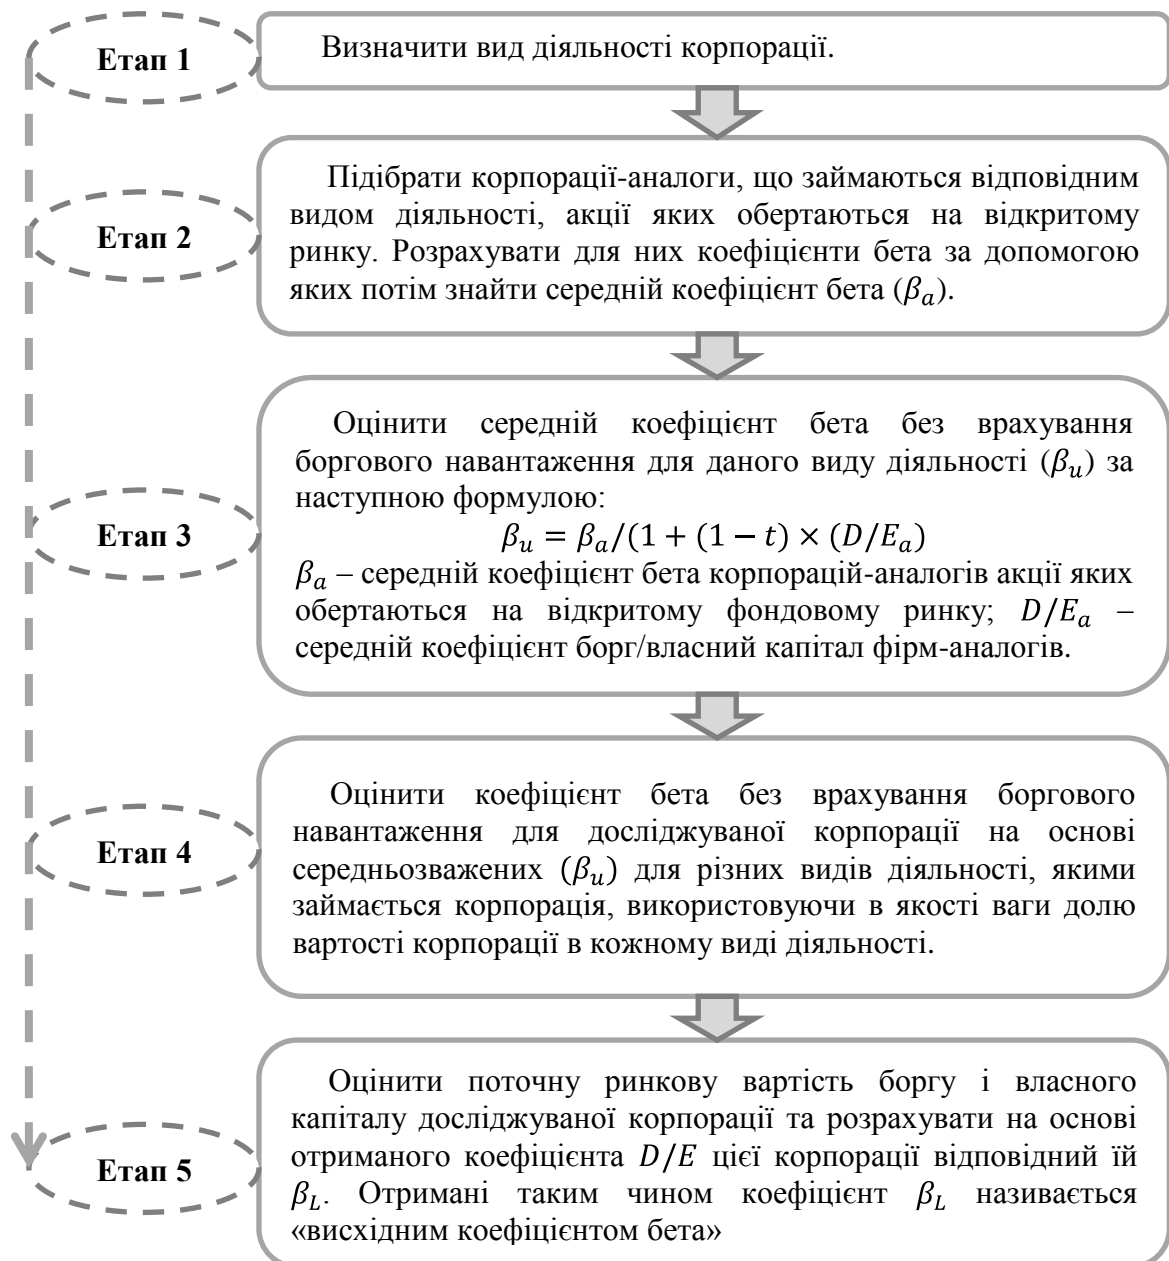 Етап 1
Визначити вид діяльності корпорації.
Етап 2
Підібрати корпорації-аналоги, що займаються відповідним
видом діяльності, акції яких обертаються на відкритому
ринку. Розрахувати для них коефіцієнти бета за допомогою
яких потім знайти середній коефіцієнт бета (βₐ).
Етап 3
Оцінити середній коефіцієнт бета без врахування
боргового навантаження для даного виду діяльності (βᵤ) за
наступною формулою:
βᵤ = βₐ/(1 + (1 − t) × (D/Eₐ)
βₐ – середній коефіцієнт бета корпорацій-аналогів акції яких
обертаються на відкритому фондовому ринку; D/Eₐ –
середній коефіцієнт борг/власний капітал фірм-аналогів.
Етап 4
Оцінити коефіцієнт бета без врахування боргового
навантаження для досліджуваної корпорації на основі
середньозважених (βᵤ) для різних видів діяльності, якими
займається корпорація, використовуючи в якості ваги долю
вартості корпорації в кожному виді діяльності.
Етап 5
Оцінити поточну ринкову вартість боргу і власного
капіталу досліджуваної корпорації та розрахувати на основі
отриманого коефіцієнта D/E цієї корпорації відповідний їй
β_L. Отримані таким чином коефіцієнт β_L називається
«висхідним коефіцієнтом бета»